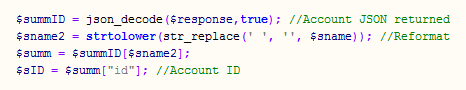 $summID = json_decode($response,true); //Account JSON returned
$sname2 = strtolower(str_replace(' ', '', $sname)); //Reformat
$summ = $summID[$sname2];
$sID = $summ["id"]; //Account ID